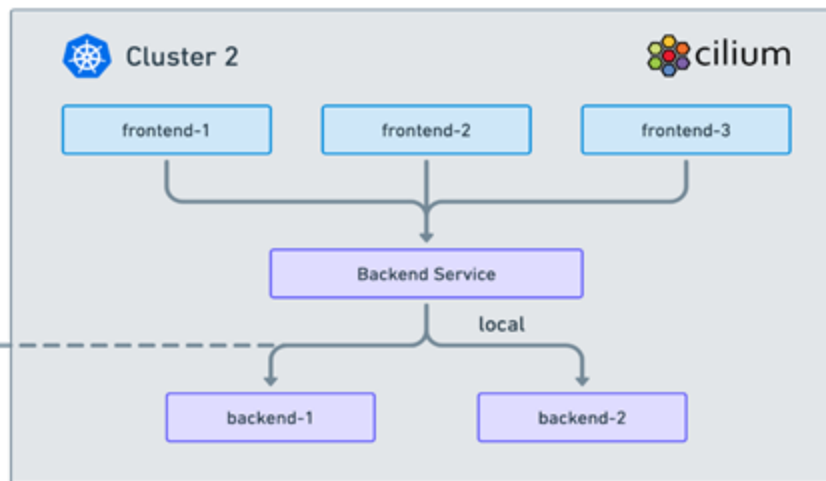 Cluster 2
cilium
frontend-1
frontend-2
frontend-3
Backend Service
local
backend-1
backend-2